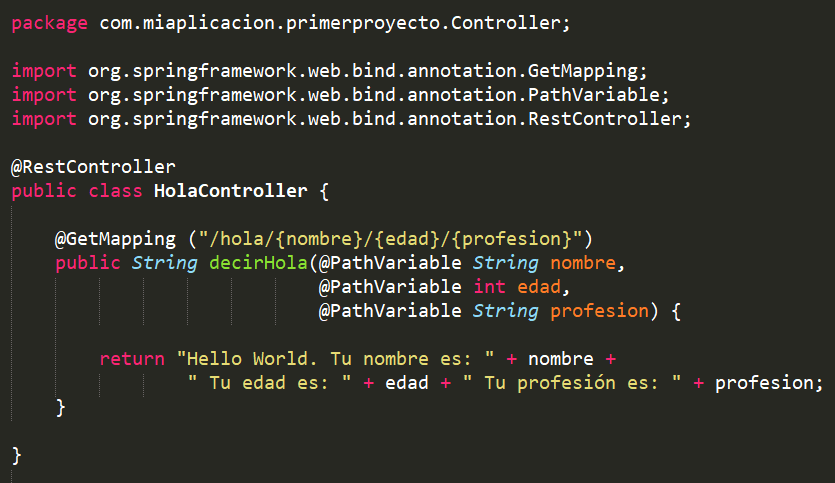 package com.miaplicacion.primerproyecto.Controller;
import org.springframework.web.bind.annotation.GetMapping;
import org.springframework.web.bind.annotation.PathVariable;
import org.springframework.web.bind.annotation.RestController;
@RestController
public class HolaController {
@GetMapping ("/hola/{nombre}/{edad}/{profesion}")
public String decirHola(@PathVariable String nombre,
@PathVariable int edad,
@PathVariable String profesion) {
return "Hello World. Tu nombre es: " + nombre +
" Tu edad es: " + edad + " Tu profesión es: " + profesion;
}
}